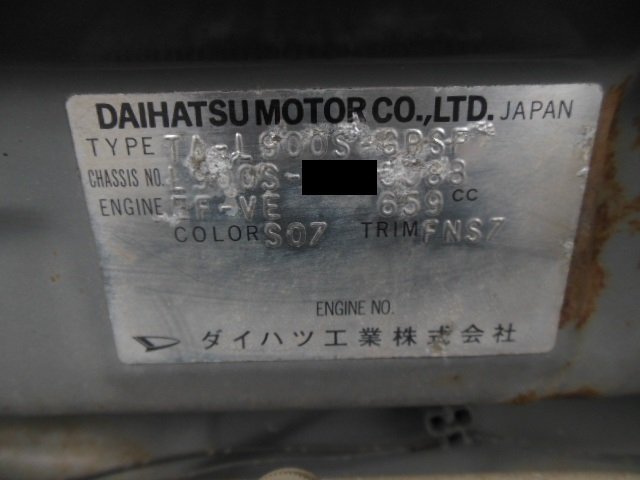 DAIHATSU MOTOR CO.,LTD. JAPAN
TYPE TA-L900S-GPSF
CHASSIS NO.
ENGINE EF-VE 659 CC
COLOR S07 TRIM FNS7
ENGINE NO.
ダイハツ工業株式会社